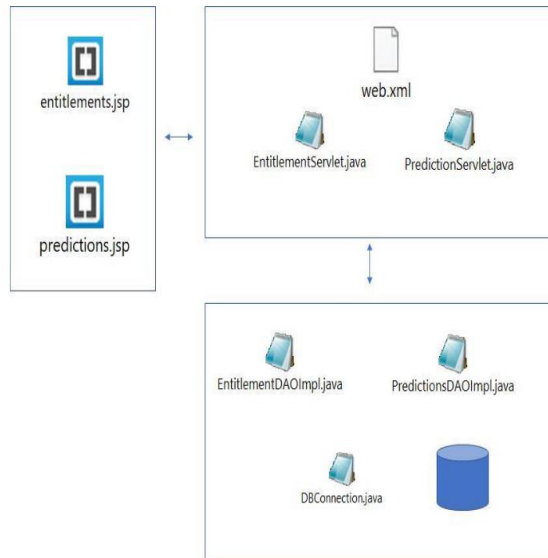 entitlements.jsp
predictions.jsp
web.xml
EntitlementServlet.java
PredictionServlet.java
EntitlementDAOImpl.java
PredictionsDAOImpl.java
DBConnection.java